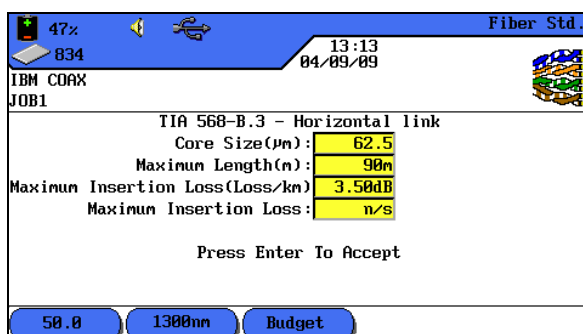 47% Fiber Std.
834 13:13
04/09/09
IBM COAX
JOB1
TIA 568-B.3 - Horizontal link
Core Size(µm): 62.5
Maximum Length(m): 90m
Maximum Insertion Loss(Loss/km) 3.50dB
Maximum Insertion Loss: n/s
Press Enter To Accept
50.0 1300nm Budget